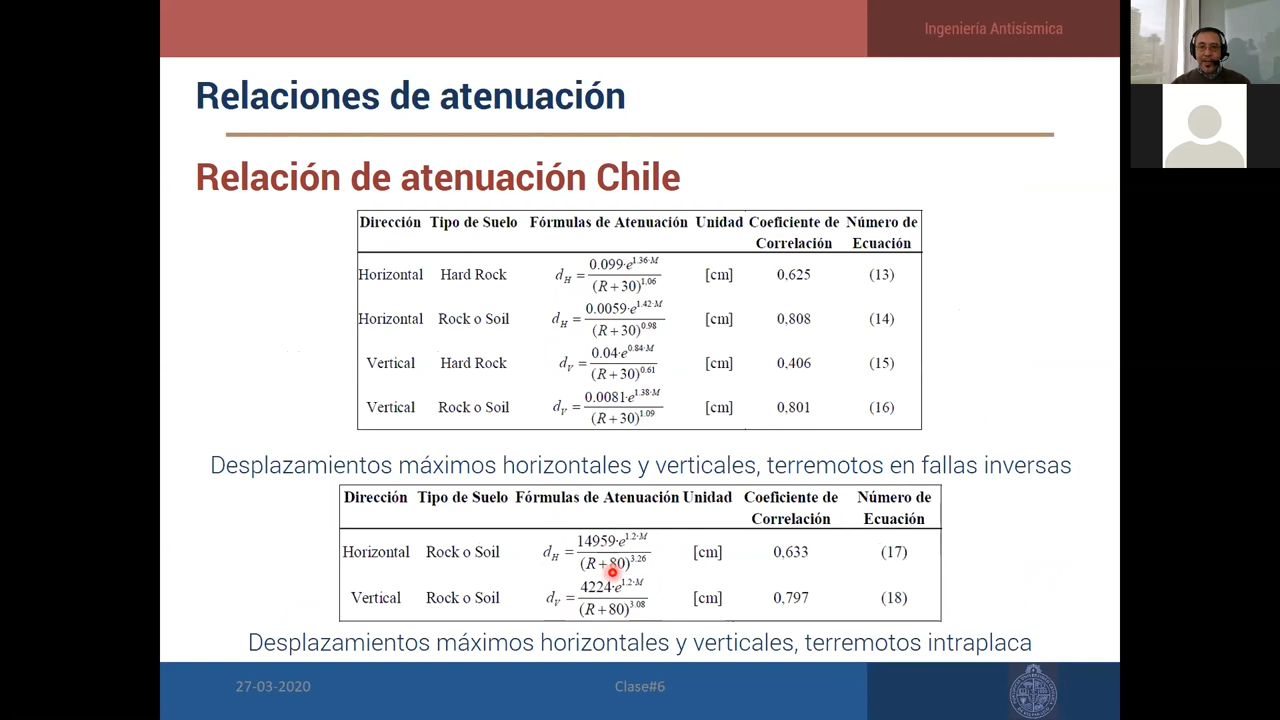 Ingeniería Antisísmica
Relaciones de atenuación
Relación de atenuación Chile
Dirección Tipo de Suelo Fórmulas de Atenuación Unidad Coeficiente de Correlación Número de Ecuación
Horizontal Hard Rock d_H = 0.099·e^{1.36·M} / (R+30)^{1.06} [cm] 0,625 (13)
Horizontal Rock o Soil d_H = 0.0059·e^{1.42·M} / (R+30)^{0.98} [cm] 0,808 (14)
Vertical Hard Rock d_V = 0.04·e^{0.84·M} / (R+30)^{0.61} [cm] 0,406 (15)
Vertical Rock o Soil d_V = 0.0081·e^{1.38·M} / (R+30)^{1.09} [cm] 0,801 (16)
Desplazamientos máximos horizontales y verticales, terremotos en fallas inversas
Dirección Tipo de Suelo Fórmulas de Atenuación Unidad Coeficiente de Correlación Número de Ecuación
Horizontal Rock o Soil d_H = 14959·e^{1.2·M} / (R+80)^{3.26} [cm] 0,633 (17)
Vertical Rock o Soil d_V = 4224·e^{1.2·M} / (R+80)^{3.08} [cm] 0,797 (18)
Desplazamientos máximos horizontales y verticales, terremotos intraplaca
27-03-2020 Clase#6